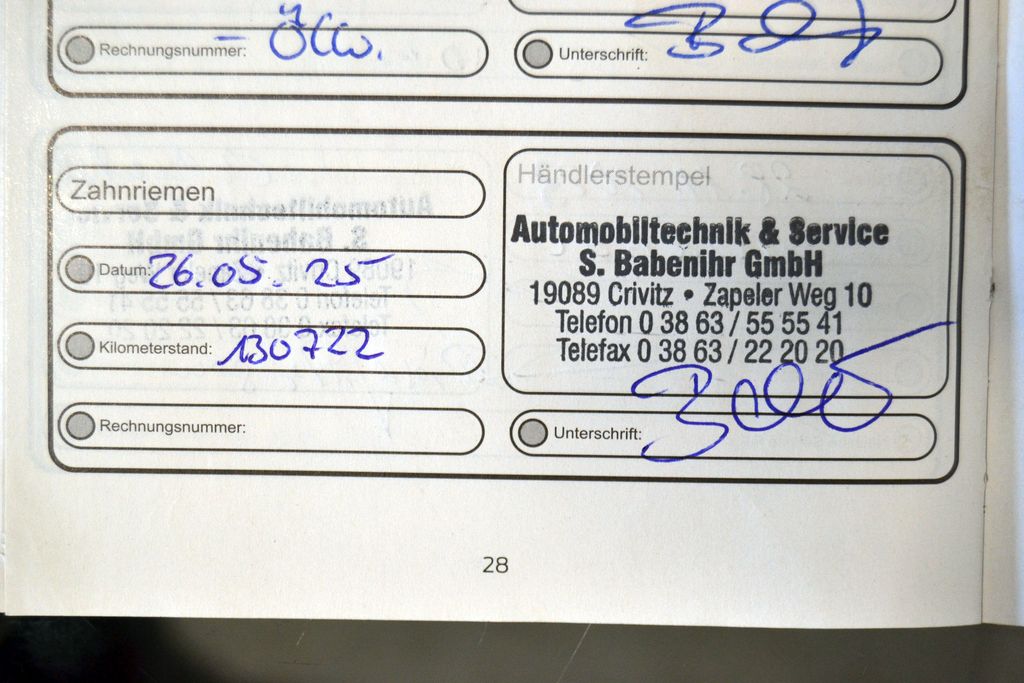 Rechnungsnummer: - Ölw.
Unterschrift:
Zahnriemen
Datum: 26.05.25
Kilometerstand: 130722
Rechnungsnummer:
Händlerstempel
Automobiltechnik & Service
S. Babenihr GmbH
19089 Crivitz • Zapeler Weg 10
Telefon 0 38 63 / 55 55 41
Telefax 0 38 63 / 22 20 20
Unterschrift:
28